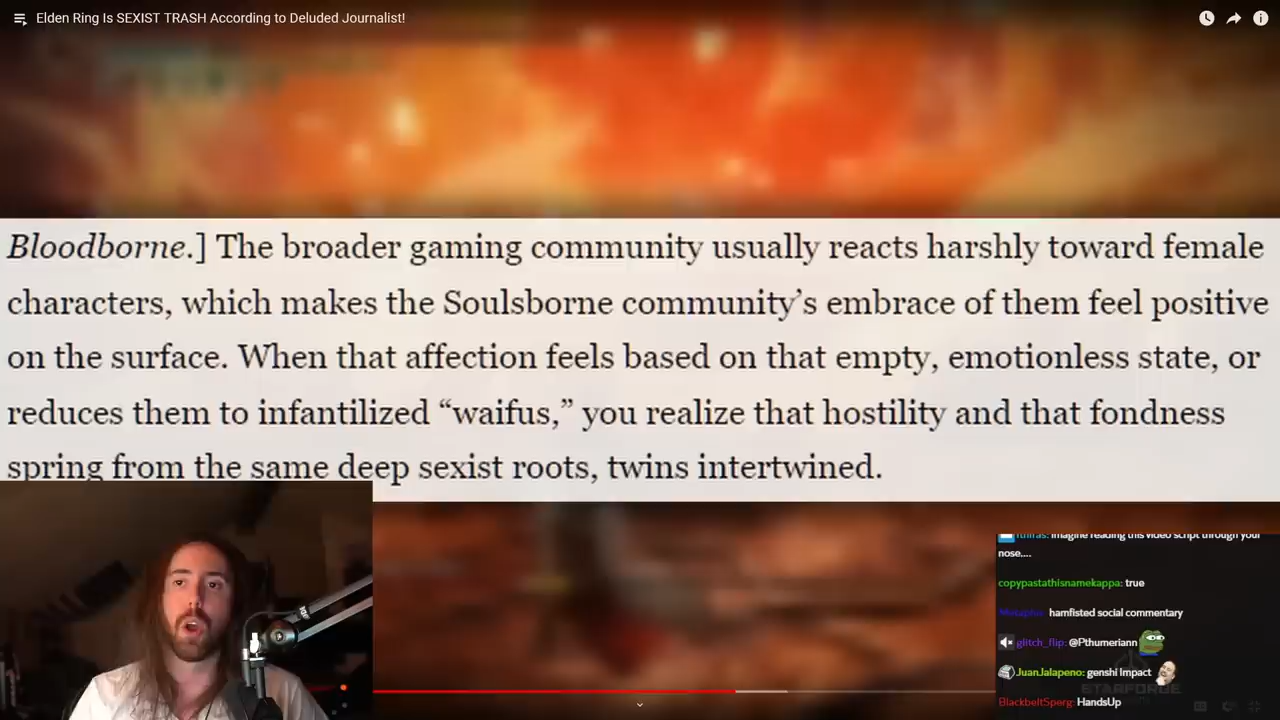 Elden Ring Is SEXIST TRASH According to Deluded Journalist!
Bloodborne.] The broader gaming community usually reacts harshly toward female
characters, which makes the Soulsborne community’s embrace of them feel positive
on the surface. When that affection feels based on that empty, emotionless state, or
reduces them to infantilized “waifus,” you realize that hostility and that fondness
spring from the same deep sexist roots, twins intertwined.
imagine reading this video script through your
nose....
copypastathisnamekappa: true
hamfisted social commentary
glitch_flip: @Pthumeriann
JuanJalapeno: genshi Impact
STARFORGE
BlackbeltSperg: HandsUp